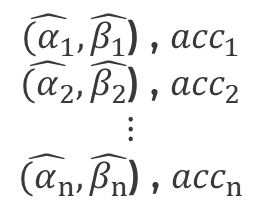 (α̂₁, β̂₁) , acc₁
(α̂₂, β̂₂) , acc₂
⋮
(α̂ₙ, β̂ₙ) , accₙ